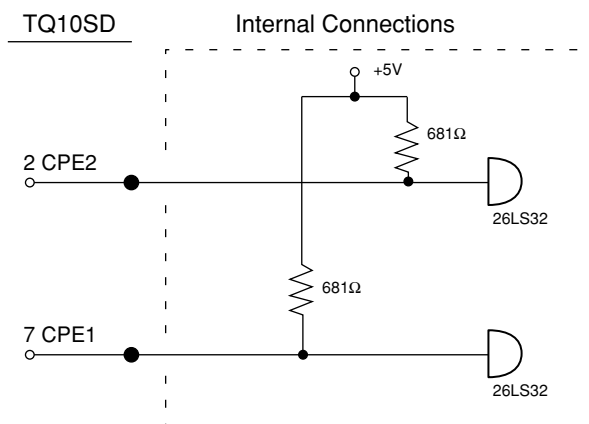 TQ10SD Internal Connections
+5V
681Ω
2 CPE2
26LS32
681Ω
7 CPE1
26LS32